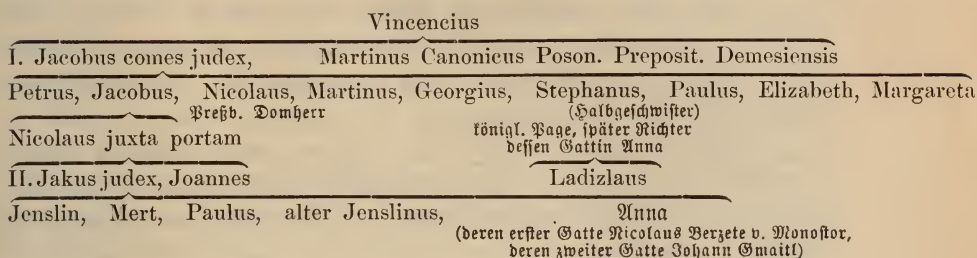 Vincencius
I. Jacobus comes judex, Martinus Canonicus Poson. Preposit. Demesiensis
Petrus, Jacobus, Nicolaus, Martinus, Georgius, Stephanus, Paulus, Elizabeth, Margareta
Preßb. Domherr (Halbgeschwister)
Nicolaus juxta portam königl. Page, später Richter
dessen Gattin Anna
II. Jakus judex, Joannes Ladizlaus
Jenslin, Mert, Paulus, alter Jenslinus, Anna
(deren erster Gatte Nicolaus Berzete v. Monostor,
deren zweiter Gatte Johann Gmaitl)